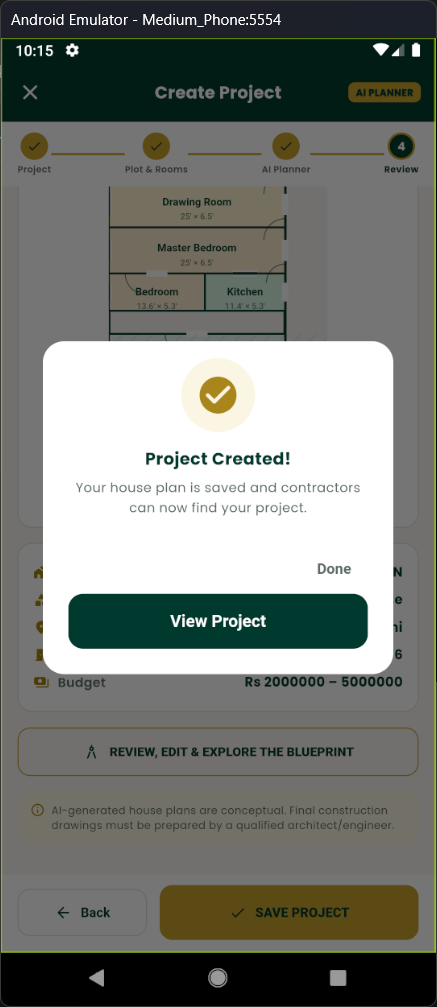 Android Emulator - Medium_Phone:5554
10:15
Create Project
AI PLANNER
4
Project
Plot & Rooms
AI Planner
Review
Drawing Room
25' × 6.5'
Master Bedroom
25' × 6.5'
Bedroom
13.6' × 5.3'
Kitchen
11.4' × 5.3'
Project Created!
Your house plan is saved and contractors
can now find your project.
Done
View Project
Budget
Rs 2000000 – 5000000
REVIEW, EDIT & EXPLORE THE BLUEPRINT
AI-generated house plans are conceptual. Final construction
drawings must be prepared by a qualified architect/engineer.
Back
SAVE PROJECT